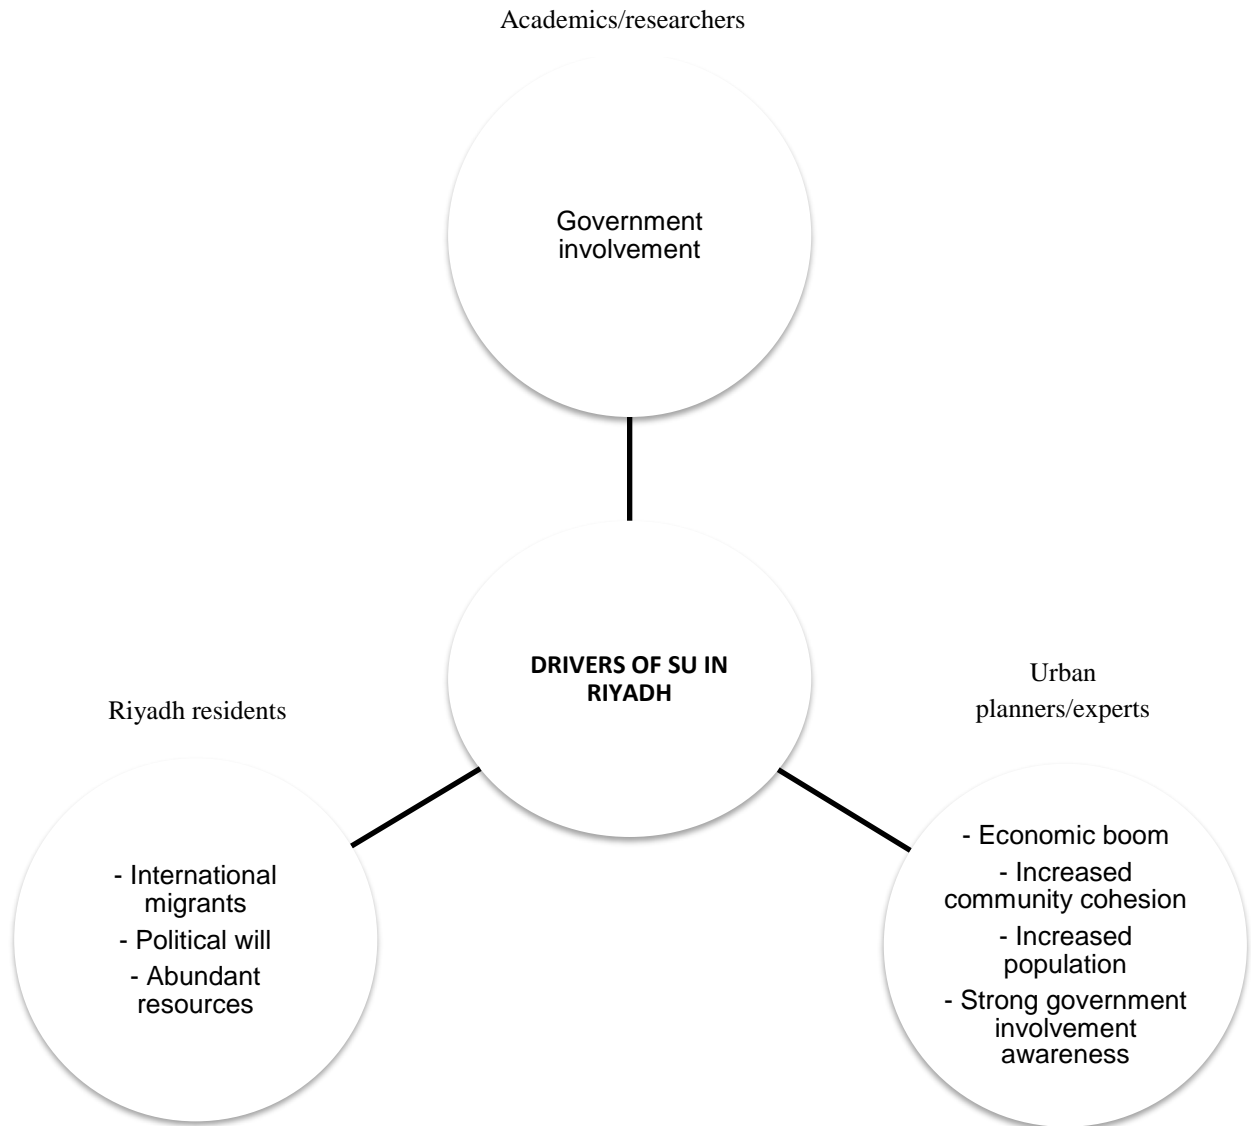 Academics/researchers
Government
involvement
DRIVERS OF SU IN
RIYADH
Riyadh residents
- International
migrants
- Political will
- Abundant
resources
Urban
planners/experts
- Economic boom
- Increased
community cohesion
- Increased
population
- Strong government
involvement
awareness